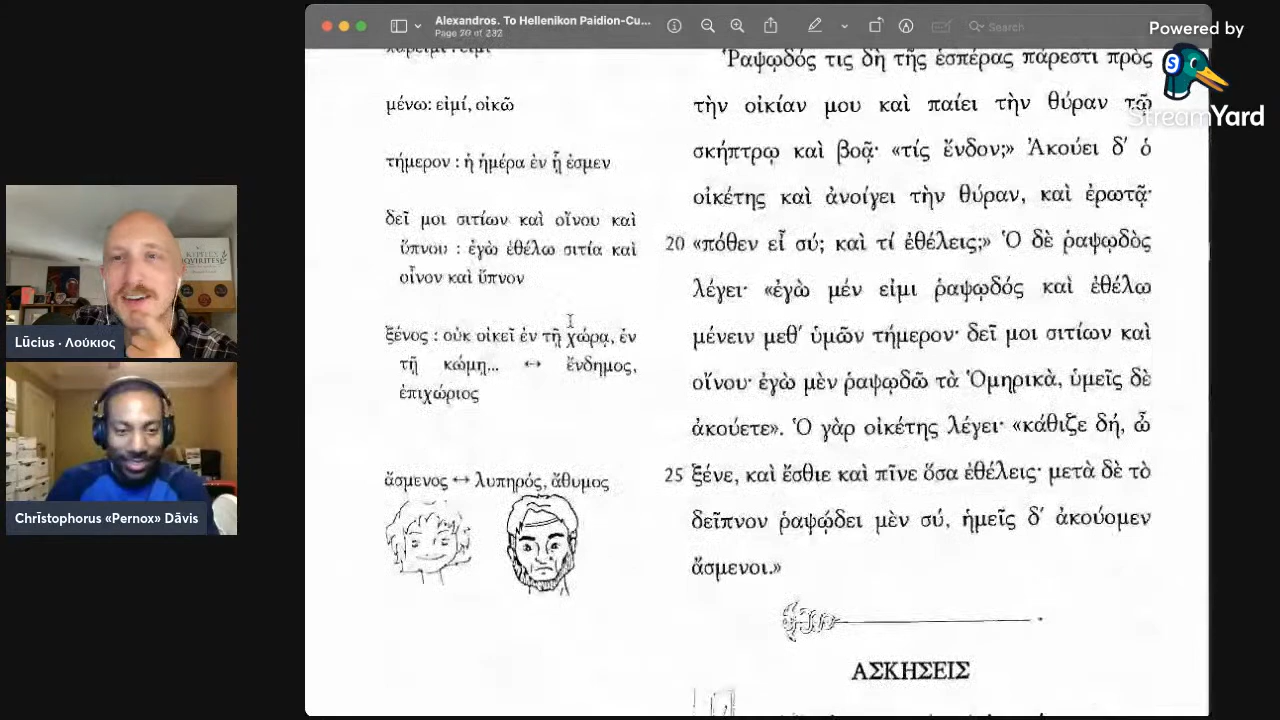 Alexandros. To Hellenikon Paidion-Cu...
Page 20 of 232
Search
Powered by
StreamYard
μένω: εἰμί, οἰκῶ
τήμερον : ἡ ἡμέρα ἐν ᾗ ἐσμεν
δεῖ μοι σιτίων καὶ οἴνου καὶ
ὕπνου : ἐγὼ ἐθέλω σιτία καὶ
οἶνον καὶ ὕπνον
ξένος : οὐκ οἰκεῖ ἐν τῇ χώρᾳ, ἐν
τῇ κώμῃ... ↔ ἔνδημος,
ἐπιχώριος
ἄσμενος ↔ λυπηρός, ἄθυμος
Ῥαψῳδός τις δὴ τῆς ἑσπέρας πάρεστι πρὸς
τὴν οἰκίαν μου καὶ παίει τὴν θύραν τῷ
σκήπτρῳ καὶ βοᾷ· «τίς ἔνδον;» Ἀκούει δ' ὁ
οἰκέτης καὶ ἀνοίγει τὴν θύραν, καὶ ἐρωτᾷ·
20 «πόθεν εἶ σύ; καὶ τί ἐθέλεις;» Ὁ δὲ ῥαψῳδὸς
λέγει· «ἐγὼ μέν εἰμι ῥαψῳδός καὶ ἐθέλω
μένειν μεθ' ὑμῶν τήμερον· δεῖ μοι σιτίων καὶ
οἴνου· ἐγὼ μὲν ῥαψῳδῶ τὰ Ὁμηρικὰ, ὑμεῖς δὲ
ἀκούετε». Ὁ γὰρ οἰκέτης λέγει· «κάθιζε δή, ὦ
25 ξένε, καὶ ἔσθιε καὶ πῖνε ὅσα ἐθέλεις· μετὰ δὲ τὸ
δεῖπνον ῥαψῴδει μὲν σύ, ἡμεῖς δ' ἀκούομεν
ἄσμενοι.»
ΑΣΚΗΣΕΙΣ
Lūcius · Λούκιος
Chrīstophorus «Pernox» Dāvis